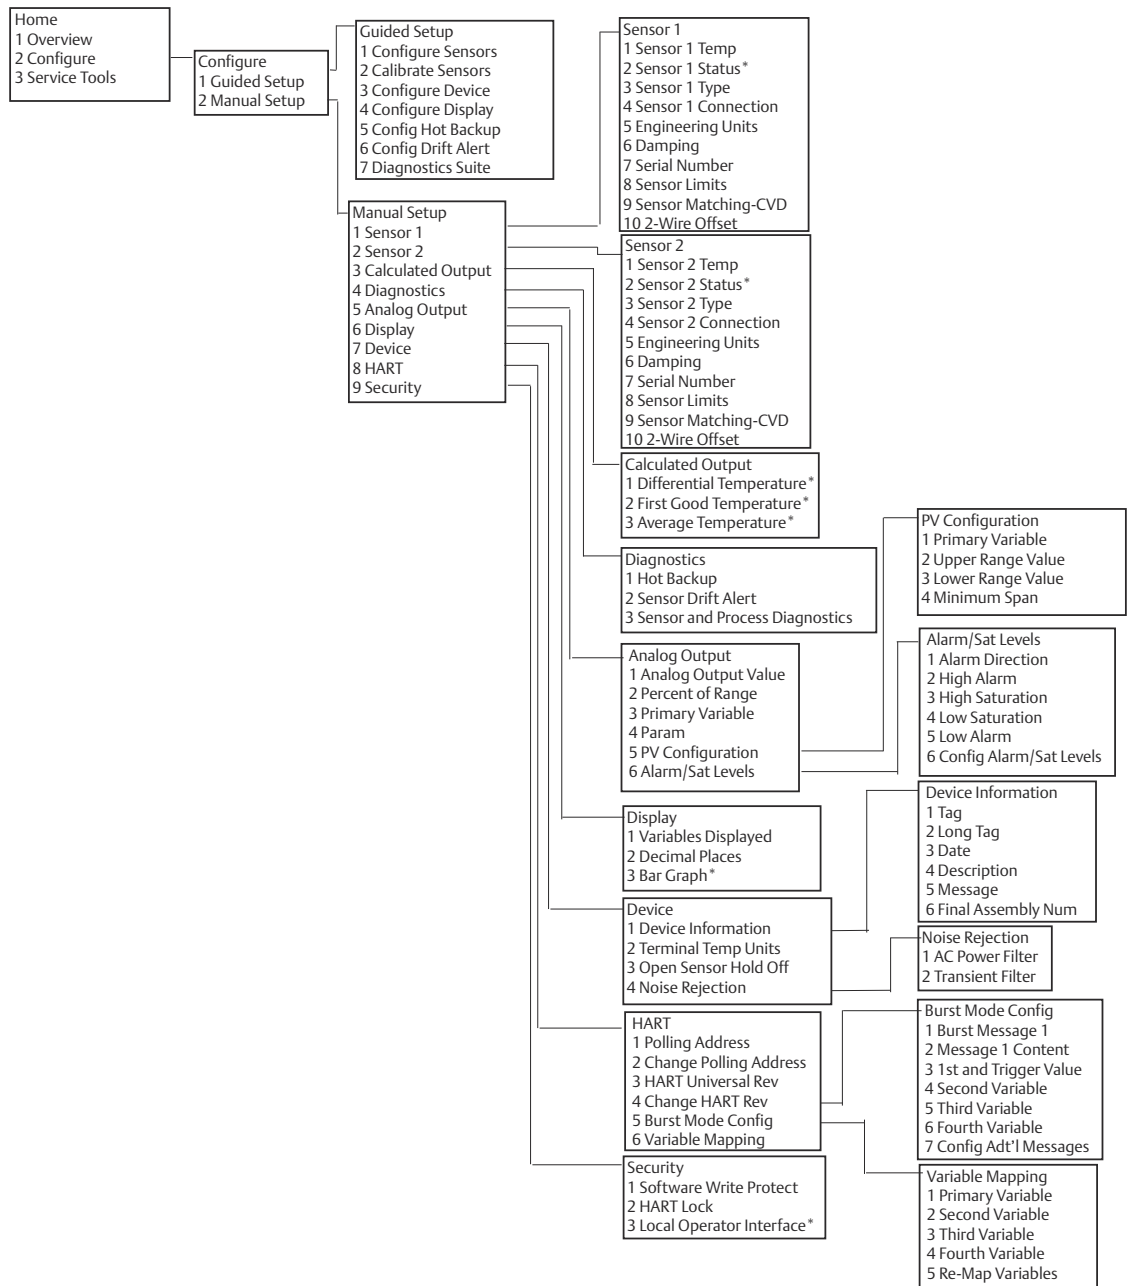 Home
1 Overview
2 Configure
3 Service Tools
Configure
1 Guided Setup
2 Manual Setup
Guided Setup
1 Configure Sensors
2 Calibrate Sensors
3 Configure Device
4 Configure Display
5 Config Hot Backup
6 Config Drift Alert
7 Diagnostics Suite
Manual Setup
1 Sensor 1
2 Sensor 2
3 Calculated Output
4 Diagnostics
5 Analog Output
6 Display
7 Device
8 HART
9 Security
Sensor 1
1 Sensor 1 Temp
2 Sensor 1 Status*
3 Sensor 1 Type
4 Sensor 1 Connection
5 Engineering Units
6 Damping
7 Serial Number
8 Sensor Limits
9 Sensor Matching-CVD
10 2-Wire Offset
Sensor 2
1 Sensor 2 Temp
2 Sensor 2 Status*
3 Sensor 2 Type
4 Sensor 2 Connection
5 Engineering Units
6 Damping
7 Serial Number
8 Sensor Limits
9 Sensor Matching-CVD
10 2-Wire Offset
Calculated Output
1 Differential Temperature*
2 First Good Temperature*
3 Average Temperature*
Diagnostics
1 Hot Backup
2 Sensor Drift Alert
3 Sensor and Process Diagnostics
Analog Output
1 Analog Output Value
2 Percent of Range
3 Primary Variable
4 Param
5 PV Configuration
6 Alarm/Sat Levels
Display
1 Variables Displayed
2 Decimal Places
3 Bar Graph*
Device
1 Device Information
2 Terminal Temp Units
3 Open Sensor Hold Off
4 Noise Rejection
HART
1 Polling Address
2 Change Polling Address
3 HART Universal Rev
4 Change HART Rev
5 Burst Mode Config
6 Variable Mapping
Security
1 Software Write Protect
2 HART Lock
3 Local Operator Interface*
PV Configuration
1 Primary Variable
2 Upper Range Value
3 Lower Range Value
4 Minimum Span
Alarm/Sat Levels
1 Alarm Direction
2 High Alarm
3 High Saturation
4 Low Saturation
5 Low Alarm
6 Config Alarm/Sat Levels
Device Information
1 Tag
2 Long Tag
3 Date
4 Description
5 Message
6 Final Assembly Num
Noise Rejection
1 AC Power Filter
2 Transient Filter
Burst Mode Config
1 Burst Message 1
2 Message 1 Content
3 1st and Trigger Value
4 Second Variable
5 Third Variable
6 Fourth Variable
7 Config Adt'l Messages
Variable Mapping
1 Primary Variable
2 Second Variable
3 Third Variable
4 Fourth Variable
5 Re-Map Variables